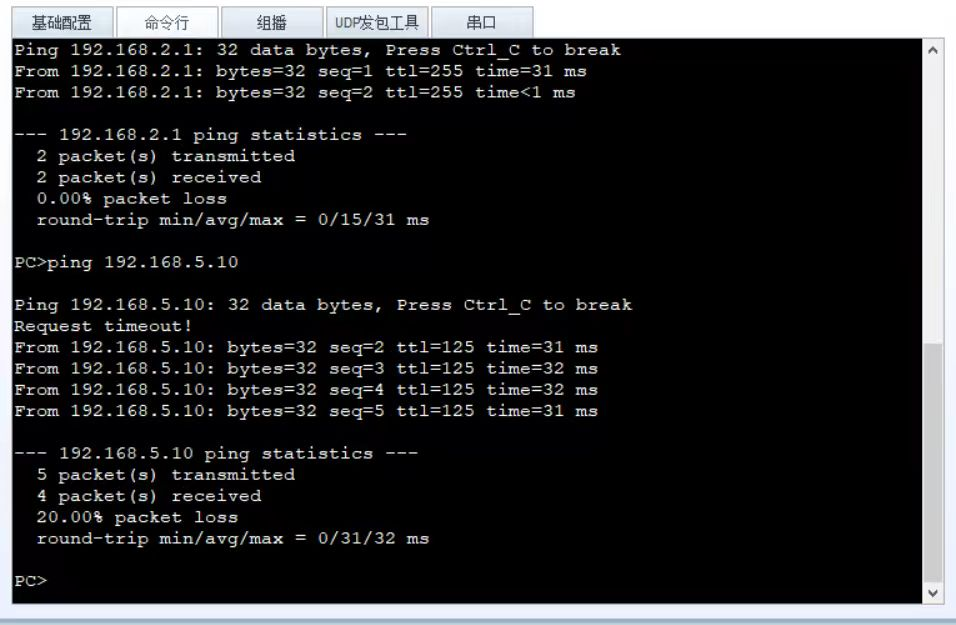 基础配置 命令行 组播 UDP发包工具 串口
Ping 192.168.2.1: 32 data bytes, Press Ctrl_C to break
From 192.168.2.1: bytes=32 seq=1 ttl=255 time=31 ms
From 192.168.2.1: bytes=32 seq=2 ttl=255 time<1 ms
--- 192.168.2.1 ping statistics ---
2 packet(s) transmitted
2 packet(s) received
0.00% packet loss
round-trip min/avg/max = 0/15/31 ms
PC>ping 192.168.5.10
Ping 192.168.5.10: 32 data bytes, Press Ctrl_C to break
Request timeout!
From 192.168.5.10: bytes=32 seq=2 ttl=125 time=31 ms
From 192.168.5.10: bytes=32 seq=3 ttl=125 time=32 ms
From 192.168.5.10: bytes=32 seq=4 ttl=125 time=32 ms
From 192.168.5.10: bytes=32 seq=5 ttl=125 time=31 ms
--- 192.168.5.10 ping statistics ---
5 packet(s) transmitted
4 packet(s) received
20.00% packet loss
round-trip min/avg/max = 0/31/32 ms
PC>